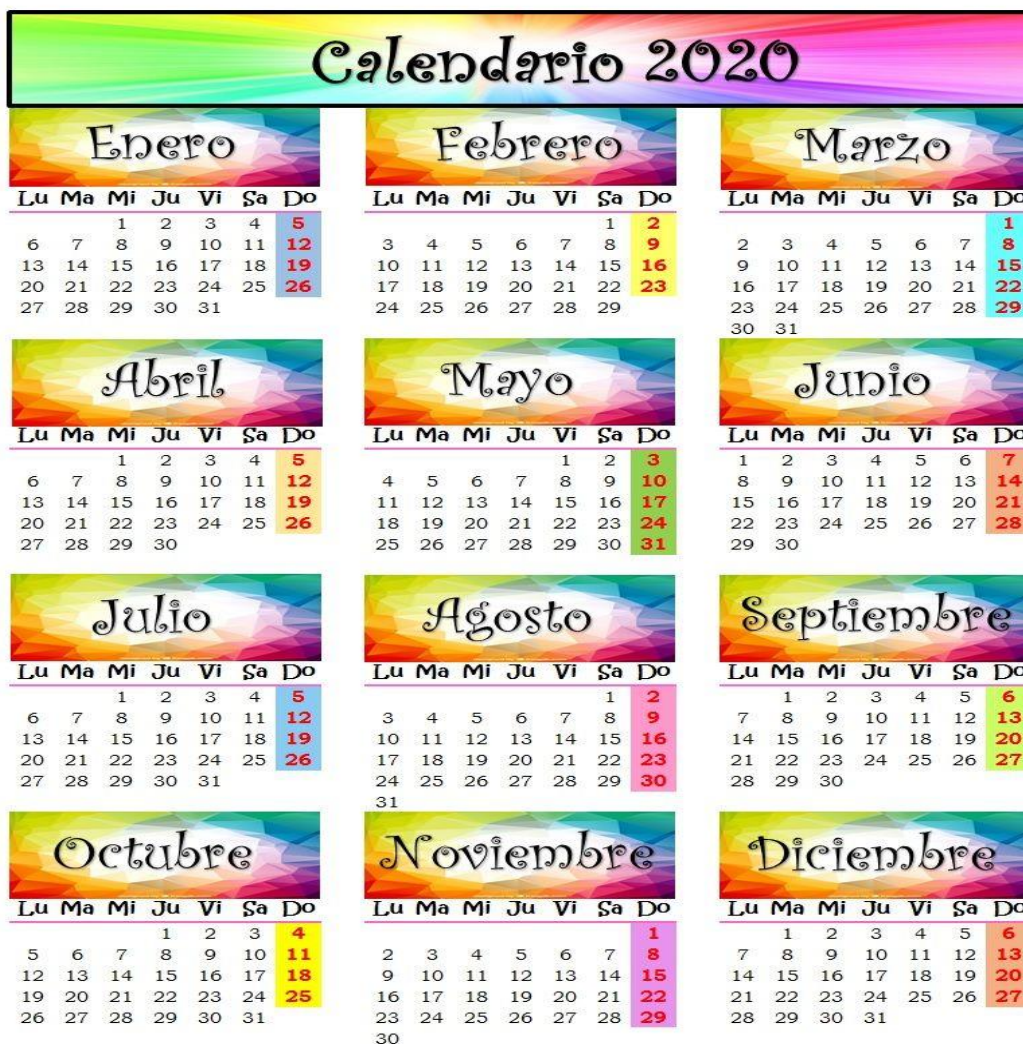 Calendario 2020
Enero
Lu Ma Mi Ju Vi Sa Do
1 2 3 4 5
6 7 8 9 10 11 12
13 14 15 16 17 18 19
20 21 22 23 24 25 26
27 28 29 30 31
Febrero
Lu Ma Mi Ju Vi Sa Do
1 2
3 4 5 6 7 8 9
10 11 12 13 14 15 16
17 18 19 20 21 22 23
24 25 26 27 28 29
Marzo
Lu Ma Mi Ju Vi Sa Do
1
2 3 4 5 6 7 8
9 10 11 12 13 14 15
16 17 18 19 20 21 22
23 24 25 26 27 28 29
30 31
Abril
Lu Ma Mi Ju Vi Sa Do
1 2 3 4 5
6 7 8 9 10 11 12
13 14 15 16 17 18 19
20 21 22 23 24 25 26
27 28 29 30
Mayo
Lu Ma Mi Ju Vi Sa Do
1 2 3
4 5 6 7 8 9 10
11 12 13 14 15 16 17
18 19 20 21 22 23 24
25 26 27 28 29 30 31
Junio
Lu Ma Mi Ju Vi Sa Do
1 2 3 4 5 6 7
8 9 10 11 12 13 14
15 16 17 18 19 20 21
22 23 24 25 26 27 28
29 30
Julio
Lu Ma Mi Ju Vi Sa Do
1 2 3 4 5
6 7 8 9 10 11 12
13 14 15 16 17 18 19
20 21 22 23 24 25 26
27 28 29 30 31
Agosto
Lu Ma Mi Ju Vi Sa Do
1 2
3 4 5 6 7 8 9
10 11 12 13 14 15 16
17 18 19 20 21 22 23
24 25 26 27 28 29 30
31
Septiembre
Lu Ma Mi Ju Vi Sa Do
1 2 3 4 5 6
7 8 9 10 11 12 13
14 15 16 17 18 19 20
21 22 23 24 25 26 27
28 29 30
Octubre
Lu Ma Mi Ju Vi Sa Do
1 2 3 4
5 6 7 8 9 10 11
12 13 14 15 16 17 18
19 20 21 22 23 24 25
26 27 28 29 30 31
Noviembre
Lu Ma Mi Ju Vi Sa Do
1
2 3 4 5 6 7 8
9 10 11 12 13 14 15
16 17 18 19 20 21 22
23 24 25 26 27 28 29
30
Diciembre
Lu Ma Mi Ju Vi Sa Do
1 2 3 4 5 6
7 8 9 10 11 12 13
14 15 16 17 18 19 20
21 22 23 24 25 26 27
28 29 30 31